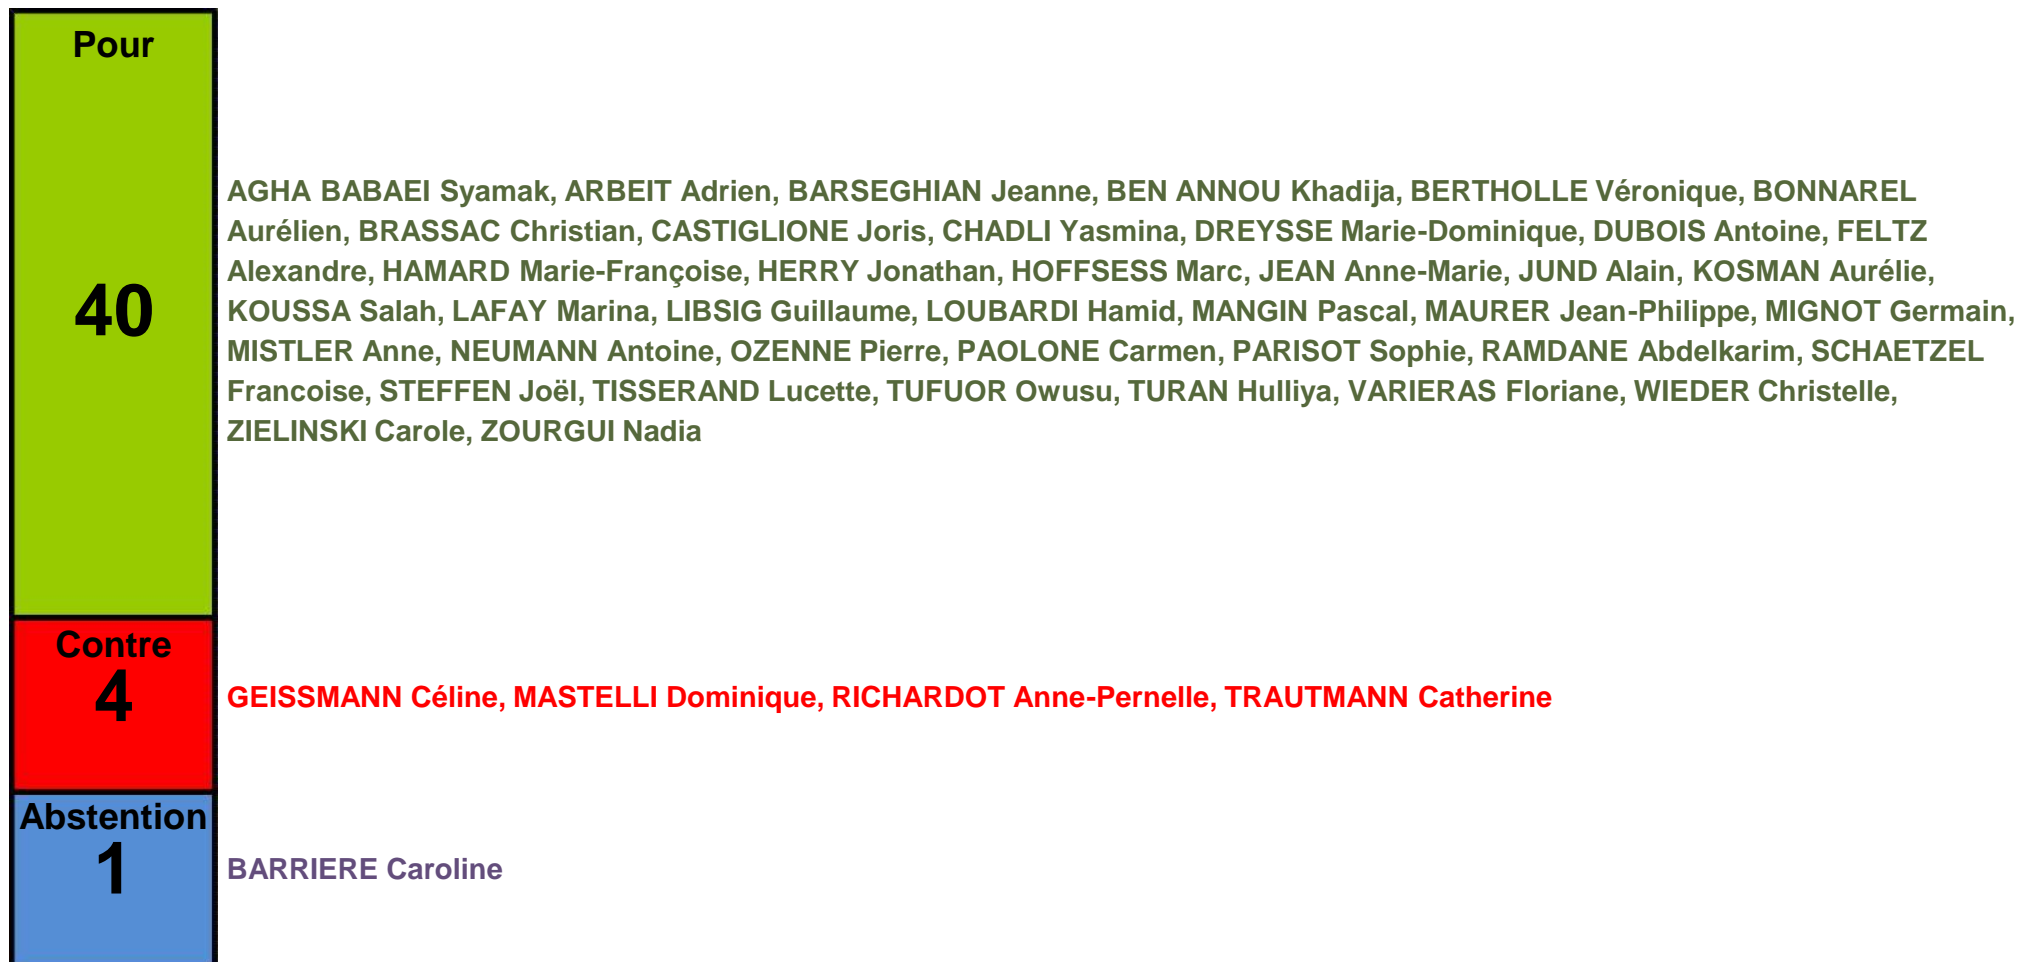 Pour
40
AGHA BABAEI Syamak, ARBEIT Adrien, BARSEGHIAN Jeanne, BEN ANNOU Khadija, BERTHOLLE Véronique, BONNAREL
Aurélien, BRASSAC Christian, CASTIGLIONE Joris, CHADLI Yasmina, DREYSSE Marie-Dominique, DUBOIS Antoine, FELTZ
Alexandre, HAMARD Marie-Françoise, HERRY Jonathan, HOFFSESS Marc, JEAN Anne-Marie, JUND Alain, KOSMAN Aurélie,
KOUSSA Salah, LAFAY Marina, LIBSIG Guillaume, LOUBARDI Hamid, MANGIN Pascal, MAURER Jean-Philippe, MIGNOT Germain,
MISTLER Anne, NEUMANN Antoine, OZENNE Pierre, PAOLONE Carmen, PARISOT Sophie, RAMDANE Abdelkarim, SCHAETZEL
Francoise, STEFFEN Joël, TISSERAND Lucette, TUFUOR Owusu, TURAN Hulliya, VARIERAS Floriane, WIEDER Christelle,
ZIELINSKI Carole, ZOURGUI Nadia
Contre
4
GEISSMANN Céline, MASTELLI Dominique, RICHARDOT Anne-Pernelle, TRAUTMANN Catherine
Abstention
1
BARRIERE Caroline